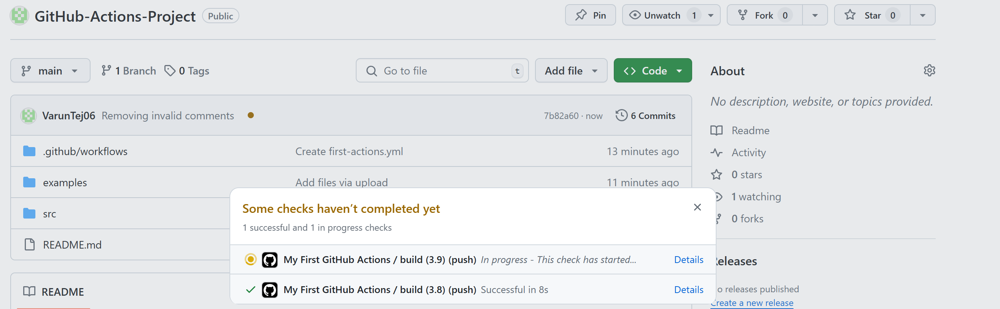 GitHub-Actions-Project Public Pin Unwatch 1 Fork 0 Star 0
main 1 Branch 0 Tags Go to file t Add file <> Code
VarunTej06 Removing invalid comments 7b82a60 · now 6 Commits
.github/workflows Create first-actions.yml 13 minutes ago
examples Add files via upload 11 minutes ago
src
README.md
README
Some checks haven’t completed yet
1 successful and 1 in progress checks
My First GitHub Actions / build (3.9) (push) In progress - This check has started... Details
My First GitHub Actions / build (3.8) (push) Successful in 8s Details
About
No description, website, or topics provided.
Readme
Activity
0 stars
1 watching
0 forks
eleases
o releases published
Create a new release